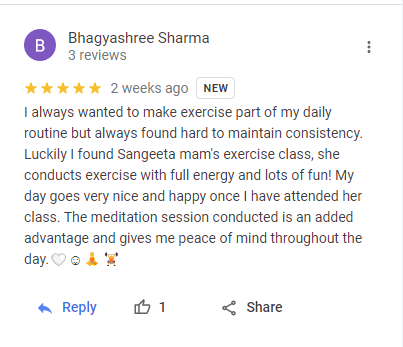 B
Bhagyashree Sharma
3 reviews
★★★★★ 2 weeks ago NEW
I always wanted to make exercise part of my daily
routine but always found hard to maintain consistency.
Luckily I found Sangeeta mam's exercise class, she
conducts exercise with full energy and lots of fun! My
day goes very nice and happy once I have attended her
class. The meditation session conducted is an added
advantage and gives me peace of mind throughout the
day.🤍☺🧘🏋
Reply 1 Share